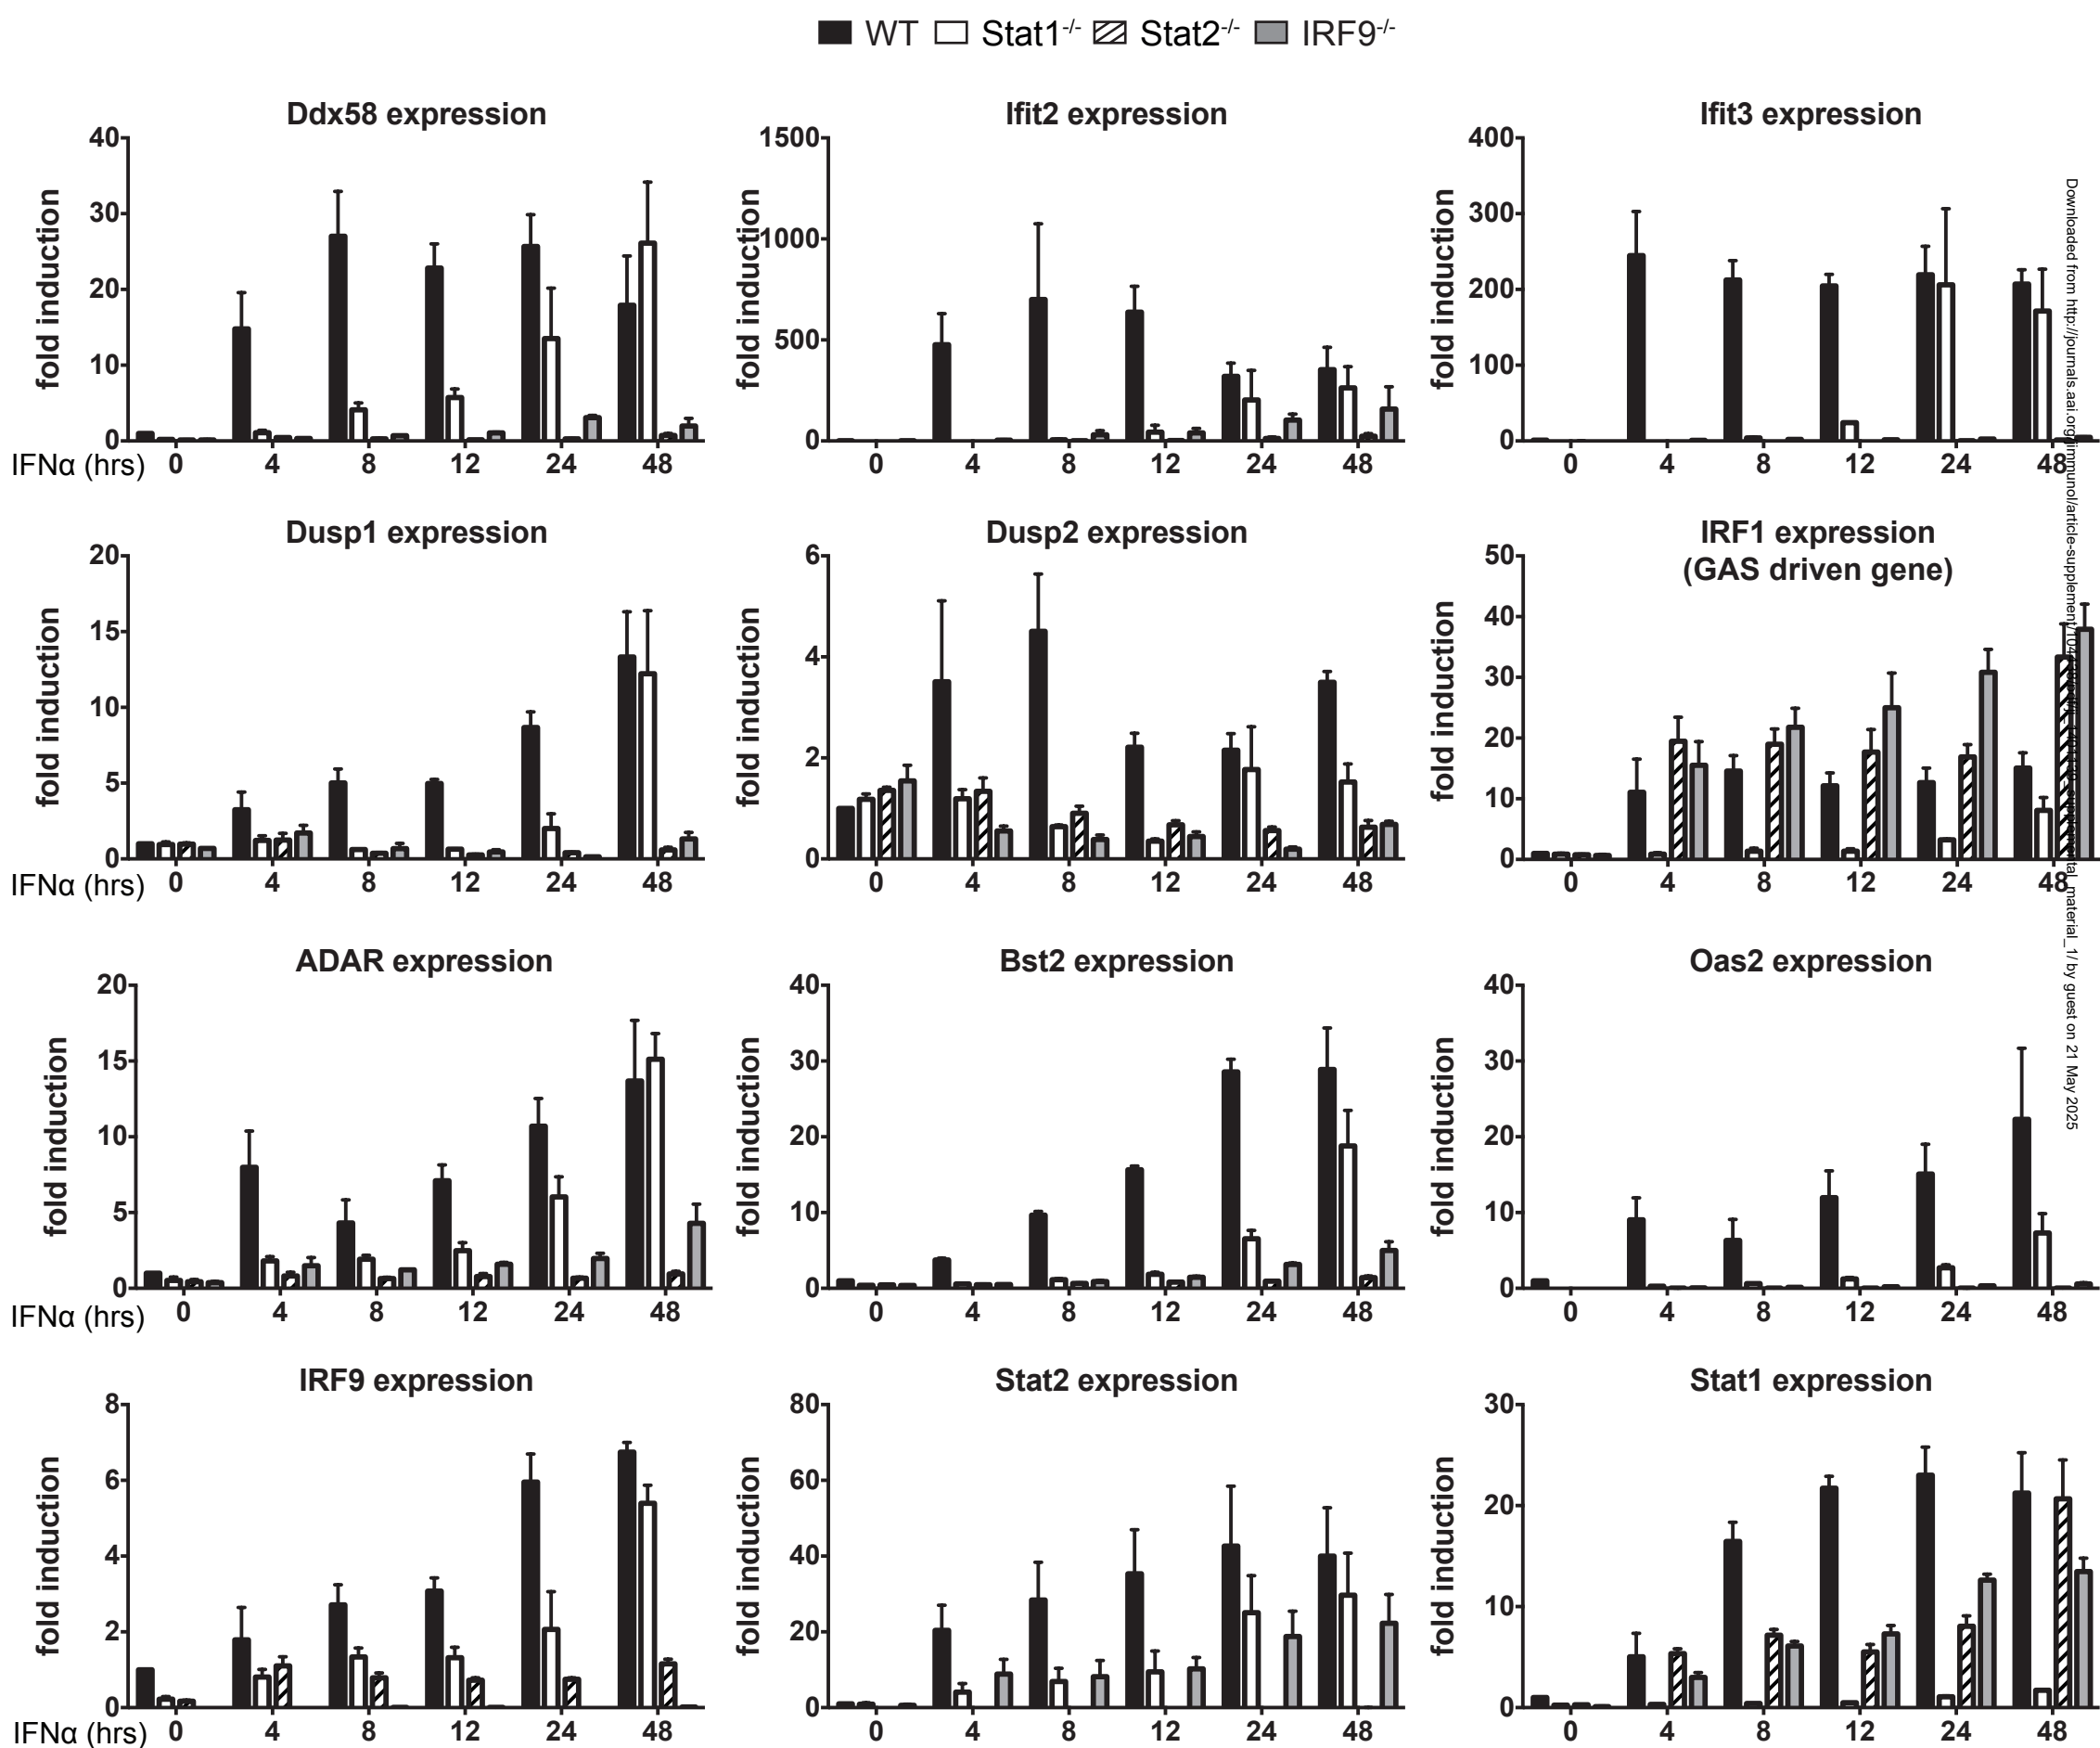 WT Stat1-/- Stat2-/- IRF9-/-
Ddx58 expression
Ifit2 expression
Ifit3 expression
fold induction
40
30
20
10
0
fold induction
1500
1000
500
0
fold induction
400
300
200
100
0
IFNα (hrs) 0 4 8 12 24 48
0 4 8 12 24 48
0 4 8 12 24 48
Dusp1 expression
Dusp2 expression
IRF1 expression
(GAS driven gene)
fold induction
20
15
10
5
0
fold induction
6
4
2
0
fold induction
50
40
30
20
10
0
IFNα (hrs) 0 4 8 12 24 48
0 4 8 12 24 48
0 4 8 12 24 48
ADAR expression
Bst2 expression
Oas2 expression
fold induction
20
15
10
5
0
fold induction
40
30
20
10
0
fold induction
40
30
20
10
0
IFNα (hrs) 0 4 8 12 24 48
0 4 8 12 24 48
0 4 8 12 24 48
IRF9 expression
Stat2 expression
Stat1 expression
fold induction
8
6
4
2
0
fold induction
80
60
40
20
0
fold induction
30
20
10
0
IFNα (hrs) 0 4 8 12 24 48
0 4 8 12 24 48
0 4 8 12 24 48
Downloaded from by guest on 21 May 2025